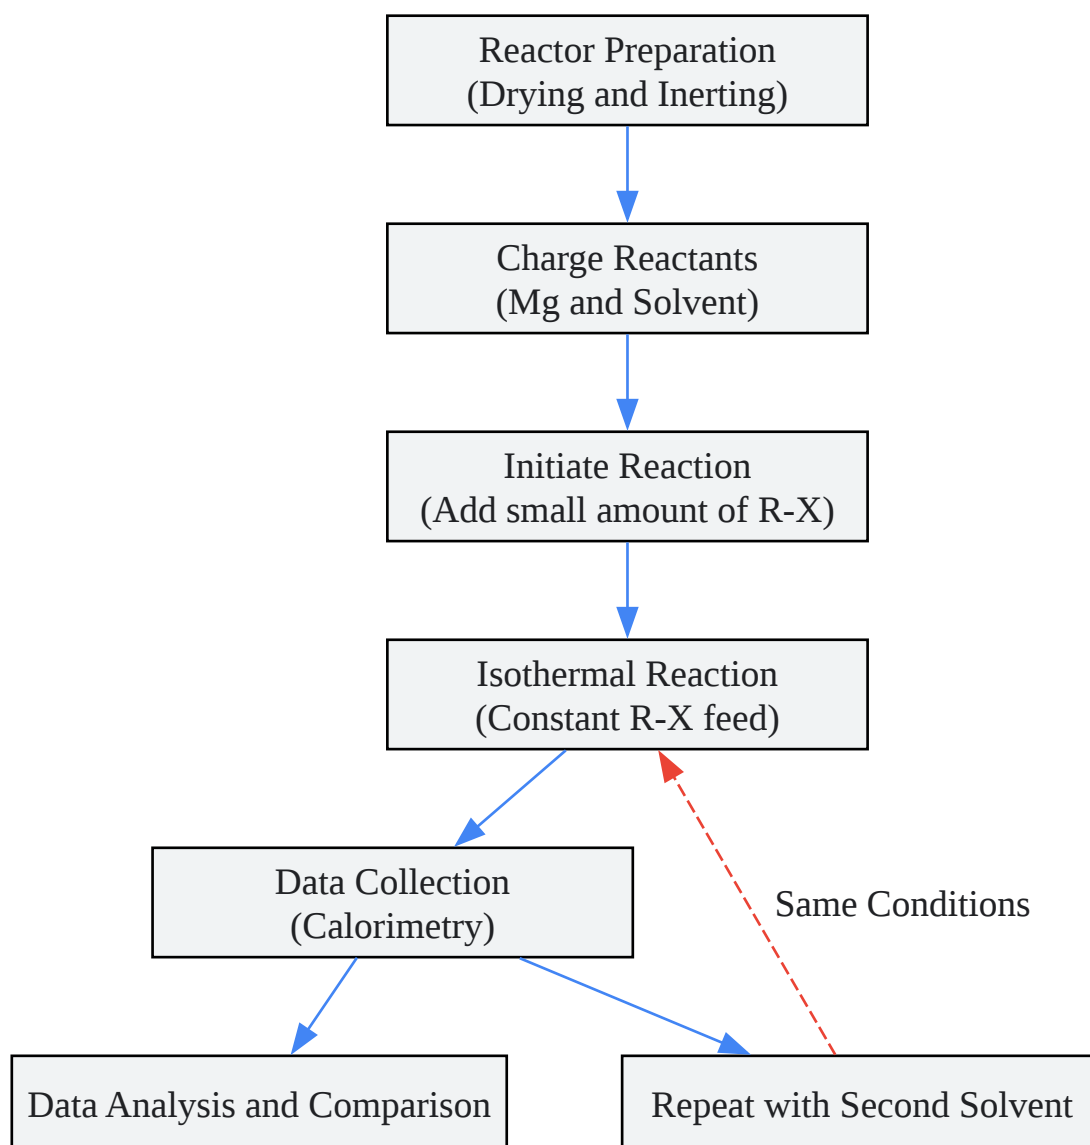 Reactor Preparation
(Drying and Inerting)
Charge Reactants
(Mg and Solvent)
Initiate Reaction
(Add small amount of R-X)
Isothermal Reaction
(Constant R-X feed)
Data Collection
(Calorimetry)
Same Conditions
Data Analysis and Comparison
Repeat with Second Solvent